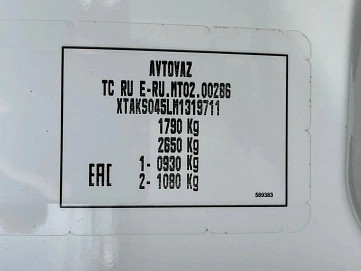 AVTOVAZ
TC RU E-RU.MT02.00286
XTAKS045LM1319711
1790 Kg
2650 Kg
1- 0930 Kg
EAC 2- 1080 Kg
589383